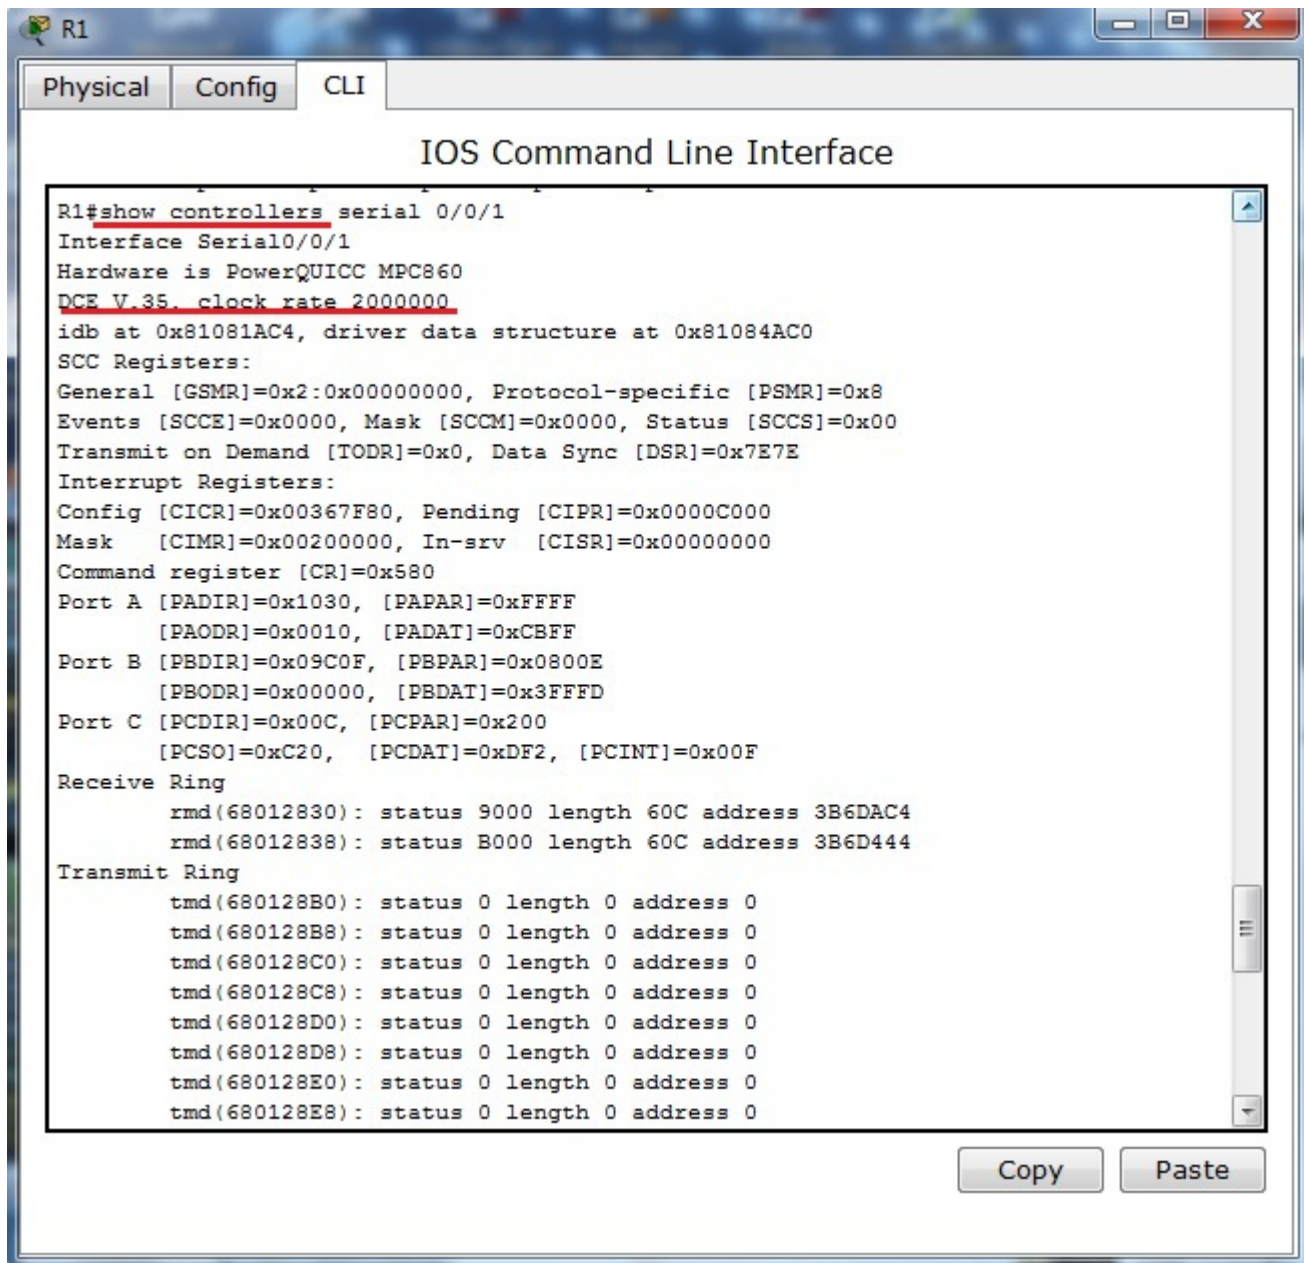 R1
Physical Config CLI
IOS Command Line Interface
R1#show controllers serial 0/0/1
Interface Serial0/0/1
Hardware is PowerQUICC MPC860
DCE V.35, clock rate 2000000
idb at 0x81081AC4, driver data structure at 0x81084AC0
SCC Registers:
General [GSMR]=0x2:0x00000000, Protocol-specific [PSMR]=0x8
Events [SCCE]=0x0000, Mask [SCCM]=0x0000, Status [SCCS]=0x00
Transmit on Demand [TODR]=0x0, Data Sync [DSR]=0x7E7E
Interrupt Registers:
Config [CICR]=0x00367F80, Pending [CIPR]=0x0000C000
Mask   [CIMR]=0x00200000, In-srv  [CISR]=0x00000000
Command register [CR]=0x580
Port A [PADIR]=0x1030, [PAPAR]=0xFFFF
       [PAODR]=0x0010, [PADAT]=0xCBFF
Port B [PBDIR]=0x09C0F, [PBPAR]=0x0800E
       [PBODR]=0x00000, [PBDAT]=0x3FFFD
Port C [PCDIR]=0x00C, [PCPAR]=0x200
       [PCSO]=0xC20,  [PCDAT]=0xDF2, [PCINT]=0x00F
Receive Ring
        rmd(68012830): status 9000 length 60C address 3B6DAC4
        rmd(68012838): status B000 length 60C address 3B6D444
Transmit Ring
        tmd(680128B0): status 0 length 0 address 0
        tmd(680128B8): status 0 length 0 address 0
        tmd(680128C0): status 0 length 0 address 0
        tmd(680128C8): status 0 length 0 address 0
        tmd(680128D0): status 0 length 0 address 0
        tmd(680128D8): status 0 length 0 address 0
        tmd(680128E0): status 0 length 0 address 0
        tmd(680128E8): status 0 length 0 address 0
Copy Paste